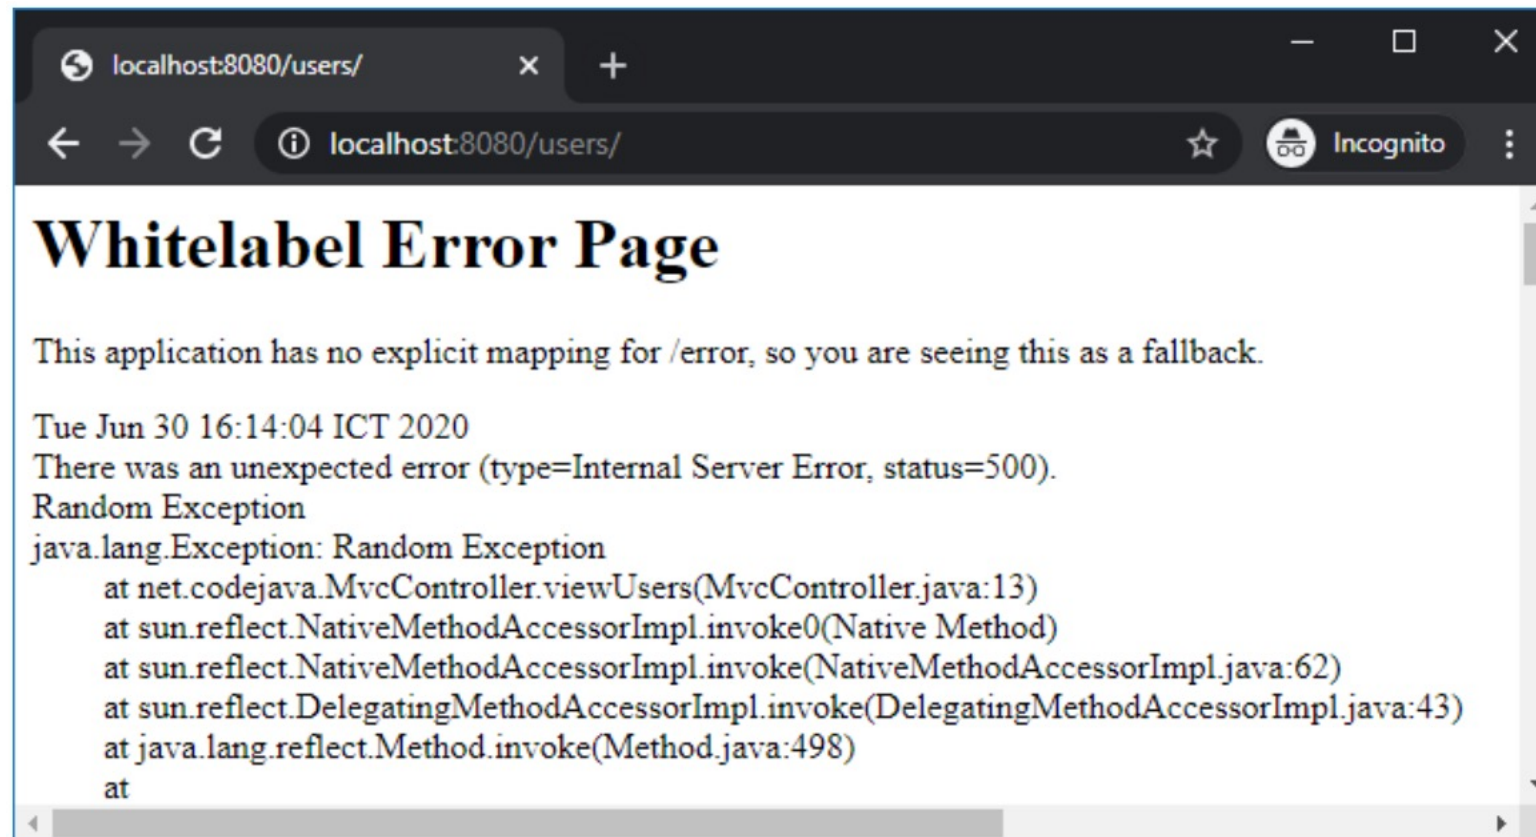 localhost:8080/users/
localhost:8080/users/
Incognito
Whitelabel Error Page
This application has no explicit mapping for /error, so you are seeing this as a fallback.
Tue Jun 30 16:14:04 ICT 2020
There was an unexpected error (type=Internal Server Error, status=500).
Random Exception
java.lang.Exception: Random Exception
at net.codejava.MvcController.viewUsers(MvcController.java:13)
at sun.reflect.NativeMethodAccessorImpl.invoke0(Native Method)
at sun.reflect.NativeMethodAccessorImpl.invoke(NativeMethodAccessorImpl.java:62)
at sun.reflect.DelegatingMethodAccessorImpl.invoke(DelegatingMethodAccessorImpl.java:43)
at java.lang.reflect.Method.invoke(Method.java:498)
at